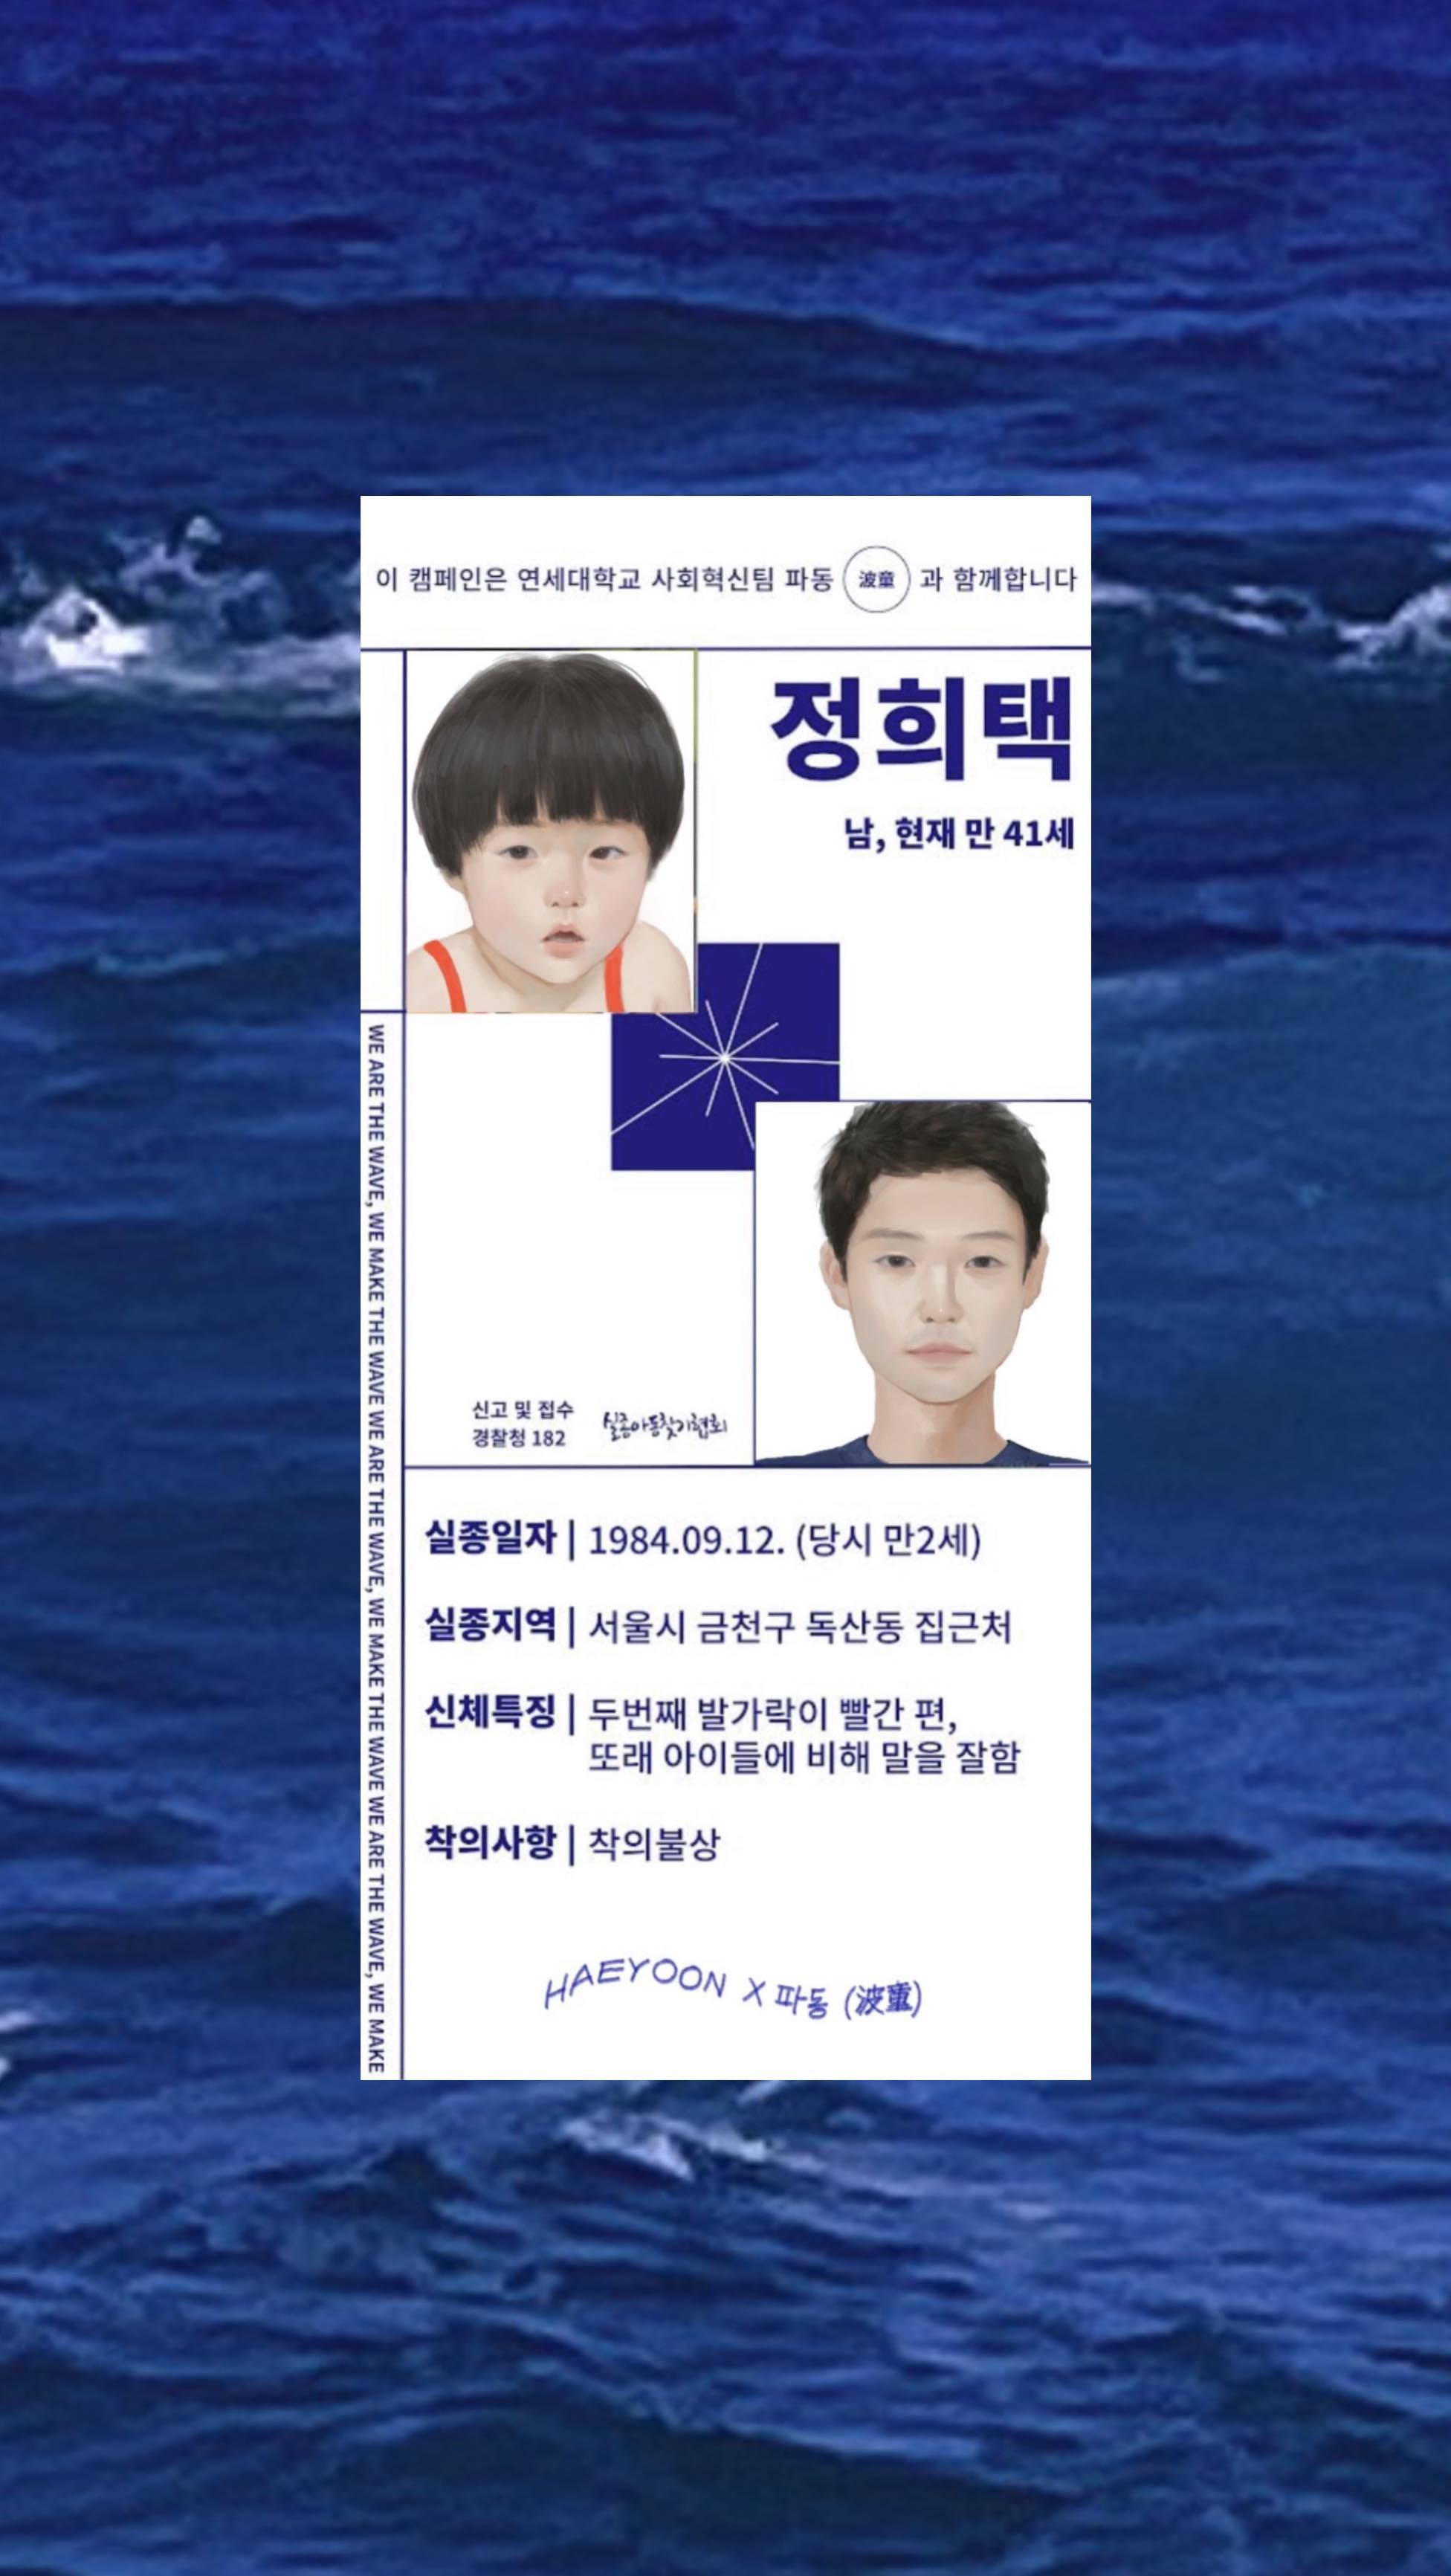 이 캠페인은 연세대학교 사회혁신팀 파동 波童 과 함께합니다
정희택
남, 현재 만 41세
WE ARE THE WAVE, WE MAKE THE WAVE WE ARE THE WAVE, WE MAKE THE WAVE WE ARE THE WAVE, WE MAKE
신고 및 접수
경찰청 182
실종아동찾기협회
실종일자 | 1984.09.12. (당시 만2세)
실종지역 | 서울시 금천구 독산동 집근처
신체특징 | 두번째 발가락이 빨간 편,
또래 아이들에 비해 말을 잘함
착의사항 | 착의불상
HAEYOON X 파동 (波童)